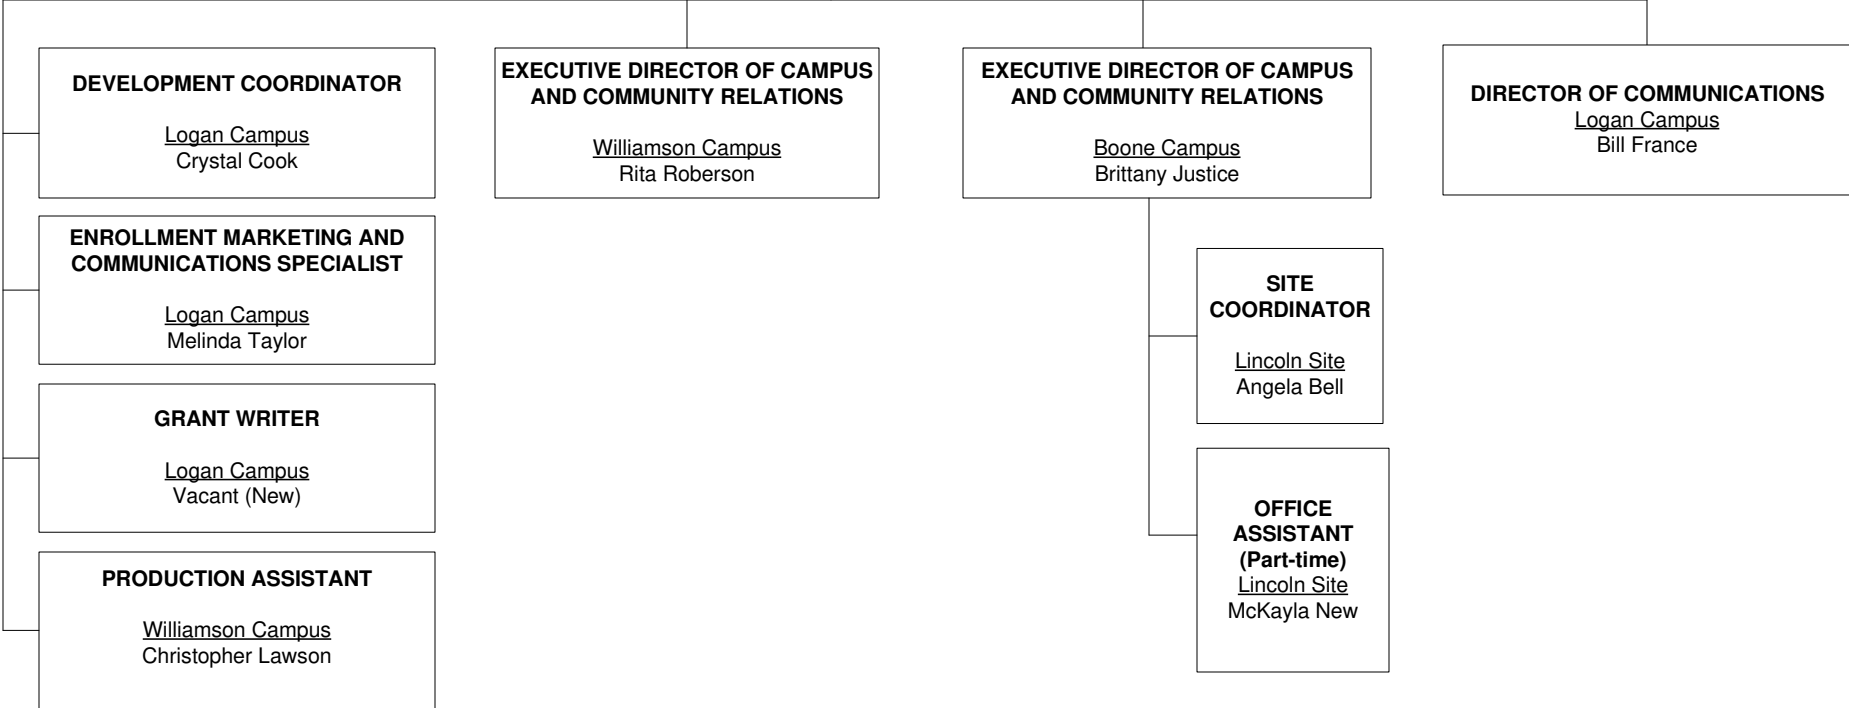 DEVELOPMENT COORDINATOR
Logan Campus
Crystal Cook
ENROLLMENT MARKETING AND
COMMUNICATIONS SPECIALIST
Logan Campus
Melinda Taylor
GRANT WRITER
Logan Campus
Vacant (New)
PRODUCTION ASSISTANT
Williamson Campus
Christopher Lawson
EXECUTIVE DIRECTOR OF CAMPUS
AND COMMUNITY RELATIONS
Williamson Campus
Rita Roberson
EXECUTIVE DIRECTOR OF CAMPUS
AND COMMUNITY RELATIONS
Boone Campus
Brittany Justice
SITE
COORDINATOR
Lincoln Site
Angela Bell
OFFICE
ASSISTANT
(Part-time)
Lincoln Site
McKayla New
DIRECTOR OF COMMUNICATIONS
Logan Campus
Bill France